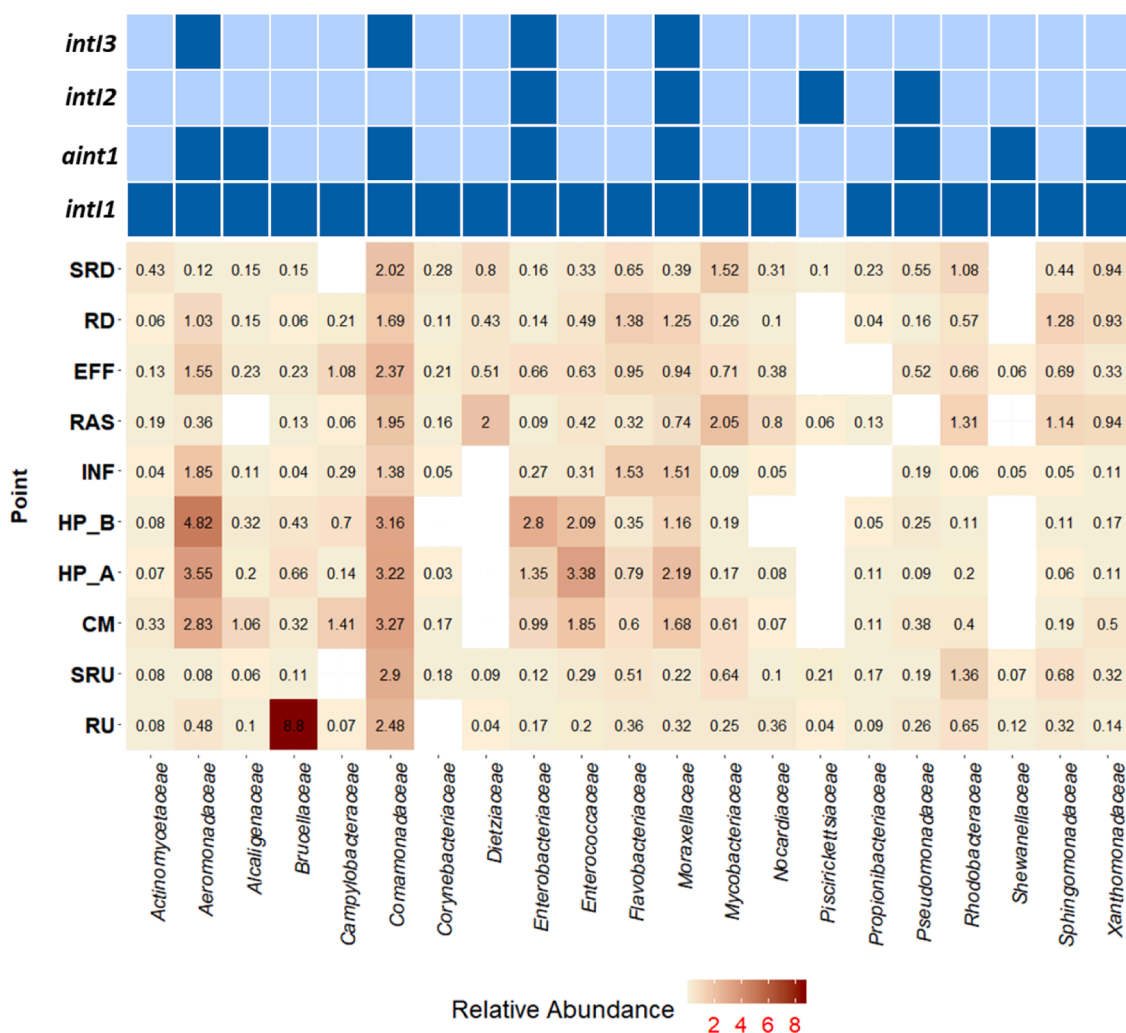 intI3
intI2
aint1
intI1
SRD 0.43 0.12 0.15 0.15 2.02 0.28 0.8 0.16 0.33 0.65 0.39 1.52 0.31 0.1 0.23 0.55 1.08 0.44 0.94
RD 0.06 1.03 0.15 0.06 0.21 1.69 0.11 0.43 0.14 0.49 1.38 1.25 0.26 0.1 0.04 0.16 0.57 1.28 0.93
EFF 0.13 1.55 0.23 0.23 1.08 2.37 0.21 0.51 0.66 0.63 0.95 0.94 0.71 0.38 0.52 0.66 0.06 0.69 0.33
RAS 0.19 0.36 0.13 0.06 1.95 0.16 2 0.09 0.42 0.32 0.74 2.05 0.8 0.06 0.13 1.31 1.14 0.94
INF 0.04 1.85 0.11 0.04 0.29 1.38 0.05 0.27 0.31 1.53 1.51 0.09 0.05 0.19 0.06 0.05 0.05 0.11
HP_B 0.08 4.82 0.32 0.43 0.7 3.16 2.8 2.09 0.35 1.16 0.19 0.05 0.25 0.11 0.11 0.17
HP_A 0.07 3.55 0.2 0.66 0.14 3.22 0.03 1.35 3.38 0.79 2.19 0.17 0.08 0.11 0.09 0.2 0.06 0.11
CM 0.33 2.83 1.06 0.32 1.41 3.27 0.17 0.99 1.85 0.6 1.68 0.61 0.07 0.11 0.38 0.4 0.19 0.5
SRU 0.08 0.08 0.06 0.11 2.9 0.18 0.09 0.12 0.29 0.51 0.22 0.64 0.1 0.21 0.17 0.19 1.36 0.07 0.68 0.32
RU 0.08 0.48 0.1 8.8 0.07 2.48 0.04 0.17 0.2 0.36 0.32 0.25 0.36 0.04 0.09 0.26 0.65 0.12 0.32 0.14
Point
Actinomycetaceae
Aeromonadaceae
Alcaligenaceae
Brucellaceae
Campylobacteraceae
Comamonadaceae
Corynebacteriaceae
Dietziaceae
Enterobacteriaceae
Enterococcaceae
Flavobacteriaceae
Moraxellaceae
Mycobacteriaceae
Nocardiaceae
Piscirickettsiaceae
Propionibacteriaceae
Pseudomonadaceae
Rhodobacteraceae
Shewanellaceae
Sphingomonadaceae
Xanthomonadaceae
Relative Abundance
2 4 6 8